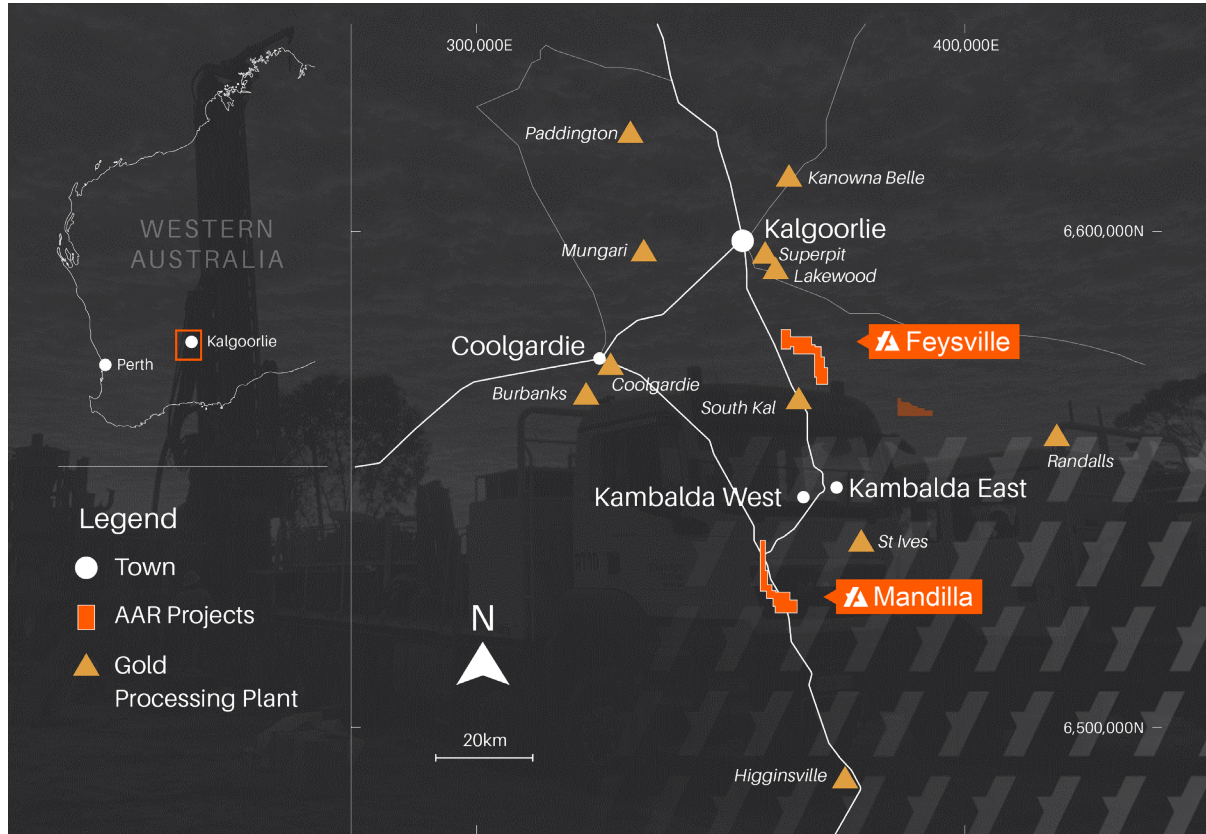 300,000E
400,000E
Paddington
Kanowna Belle
WESTERN
AUSTRALIA
Kalgoorlie
6,600,000N
Mungari
Superpit
Lakewood
Kalgoorlie
Perth
Coolgardie
Feysville
Coolgardie
Burbanks
South Kal
Randalls
Kambalda West
Kambalda East
Legend
Town
St Ives
AAR Projects
Mandilla
N
Gold
Processing Plant
20km
6,500,000N
Higginsville